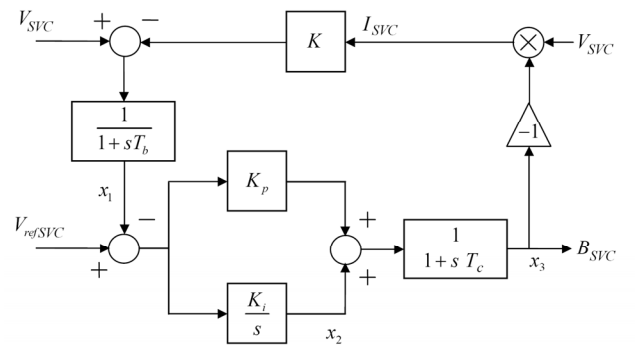 V_SVC
+
−
K
I_SVC
×
V_SVC
−1
1
1 + sT_b
x_1
V_refSVC
−
+
K_p
K_i
s
+
+
x_2
1
1 + s T_c
x_3
B_SVC